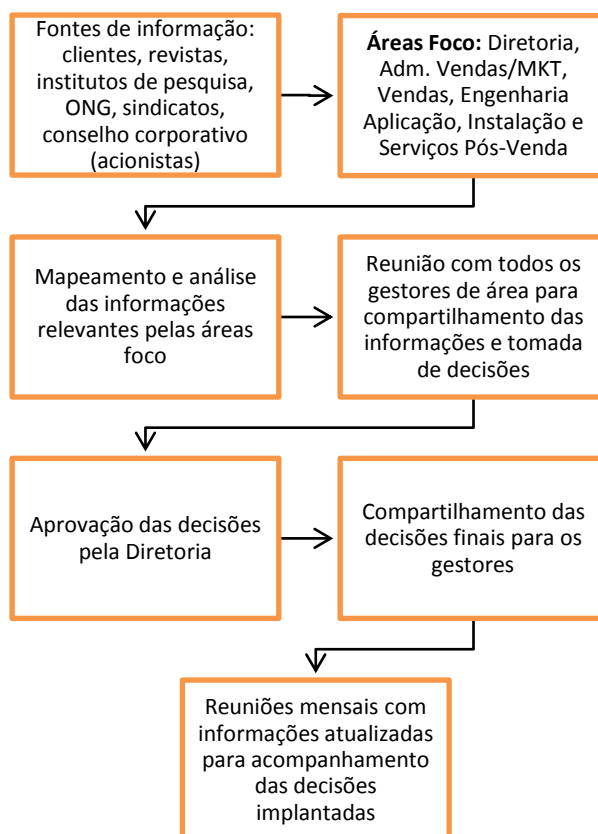 Fontes de informação:
clientes, revistas,
institutos de pesquisa,
ONG, sindicatos,
conselho corporativo
(acionistas)
Áreas Foco: Diretoria,
Adm. Vendas/MKT,
Vendas, Engenharia
Aplicação, Instalação e
Serviços Pós-Venda
Mapeamento e análise
das informações
relevantes pelas áreas
foco
Reunião com todos os
gestores de área para
compartilhamento das
informações e tomada
de decisões
Aprovação das decisões
pela Diretoria
Compartilhamento das
decisões finais para os
gestores
Reuniões mensais com
informações atualizadas
para acompanhamento
das decisões
implantadas